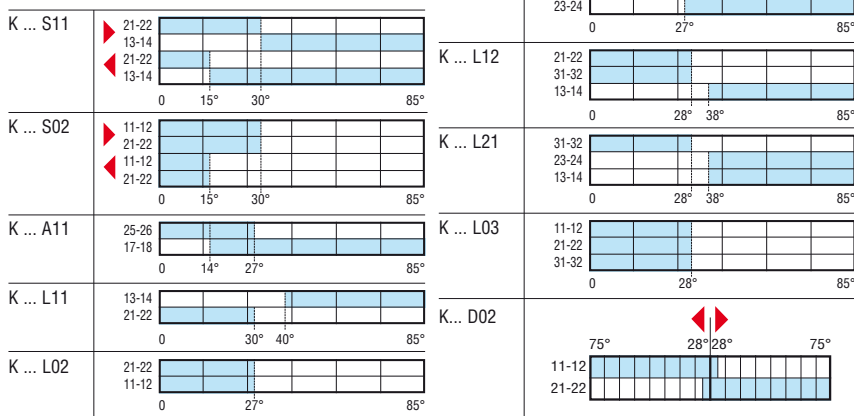 K ... S11
21-22
13-14
21-22
13-14
0 15° 30° 85°
K ... S02
11-12
21-22
11-12
21-22
0 15° 30° 85°
K ... A11
25-26
17-18
0 14° 27° 85°
K ... L11
13-14
21-22
0 30° 40° 85°
K ... L02
21-22
11-12
0 27° 85°
23-24
0 27° 85°
K ... L12
21-22
31-32
13-14
0 28° 38° 85°
K ... L21
31-32
23-24
13-14
0 28° 38° 85°
K ... L03
11-12
21-22
31-32
0 28° 85°
K... D02
75° 28° 28° 75°
11-12
21-22